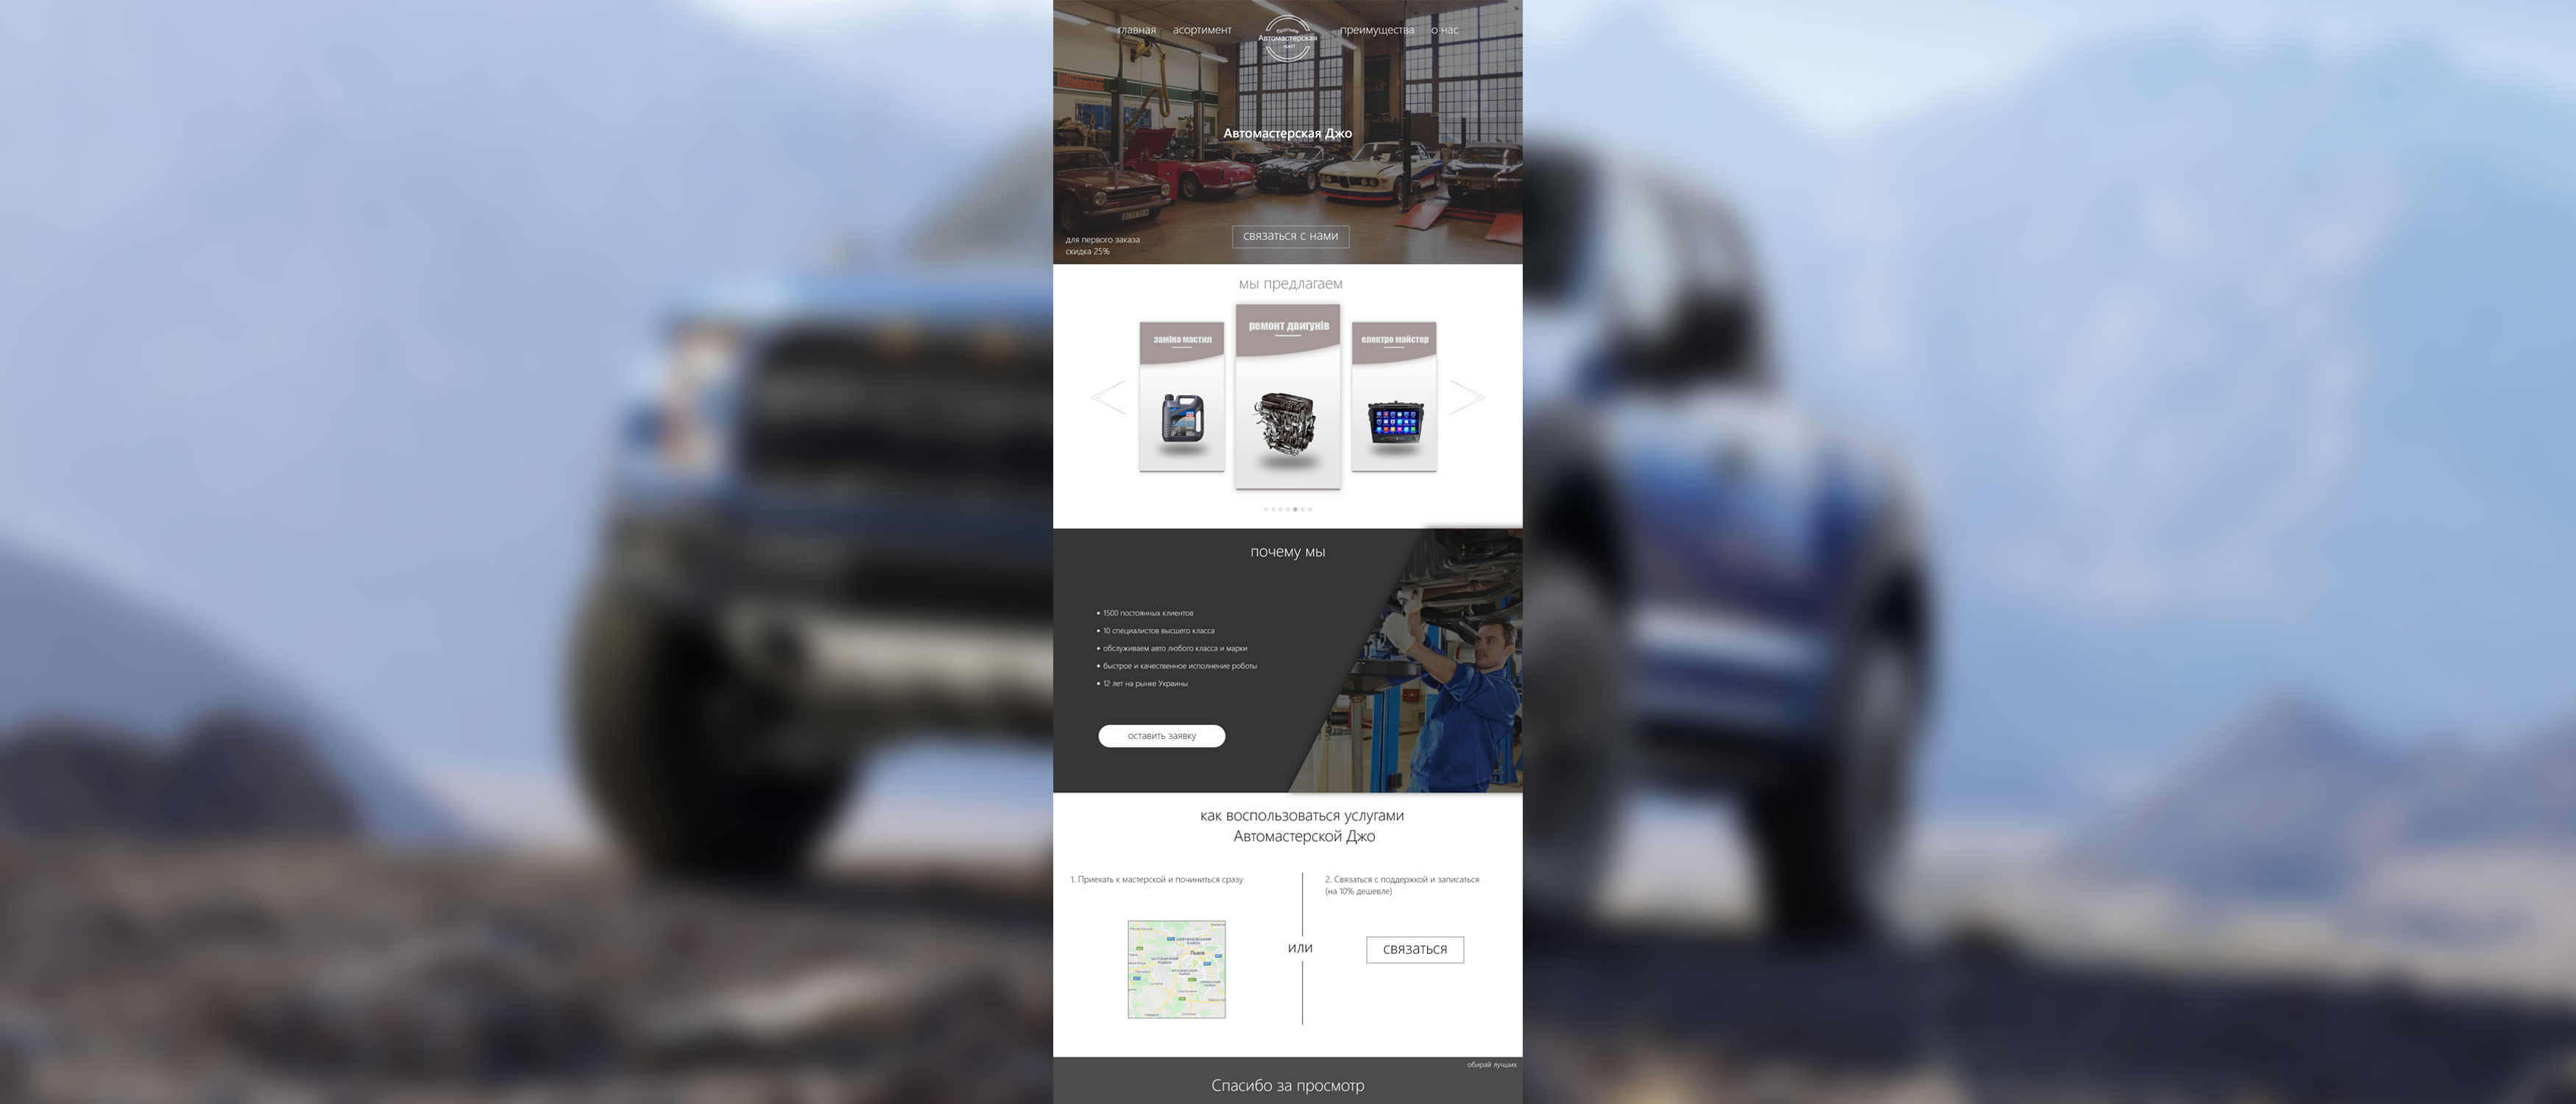 главная асортимент преимущества о нас
Автомастерская
Джо
Автомастерская Джо
связаться с нами
для первого заказа
скидка 25%
мы предлагаем
заміна мастил
ремонт двигунів
електро майстер
почему мы
• 1500 постоянных клиентов
• 10 специалистов высшего класса
• обслуживаем авто любого класса и марки
• быстрое и качественное исполнение роботы
• 12 лет на рынке Украины
оставить заявку
как воспользоваться услугами
Автомастерской Джо
1. Приехать к мастерской и починиться сразу
2. Связаться с поддержкой и записаться
(на 10% дешевле)
Львів
или
связаться
обирай лучших
Спасибо за просмотр